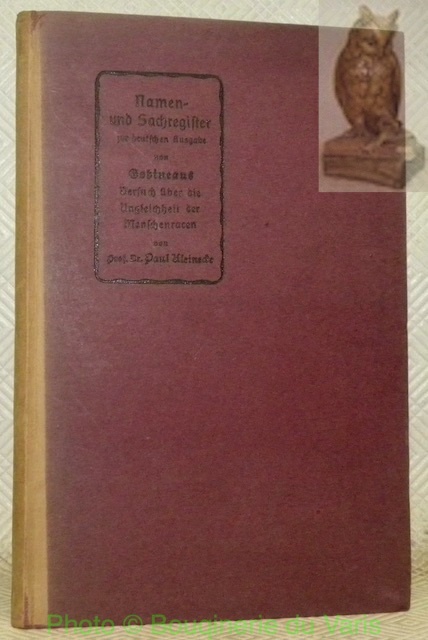 Namen-
und Sachregister
zur deutschen Ausgabe
von
Gobineaus
Versuch über die
Ungleichheit der
Menschenracen
von
Prof. Dr. Paul Kleinecke
Photo © Bouquinerie du Varis